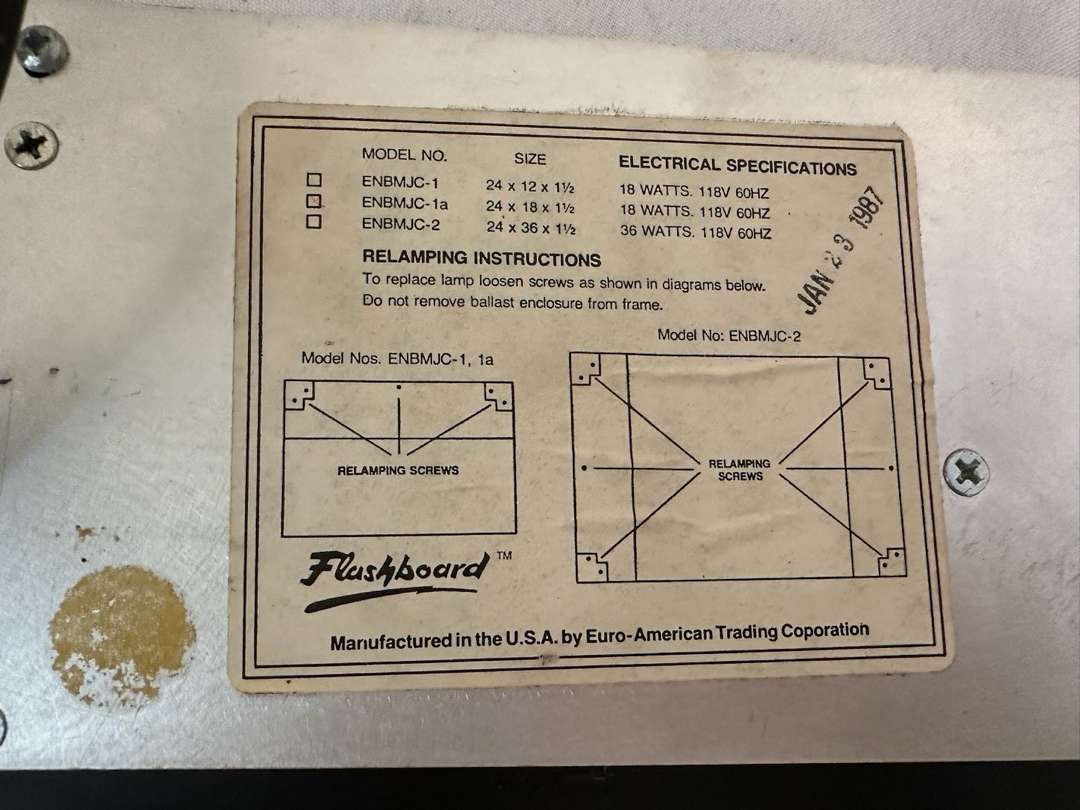 MODEL NO. SIZE ELECTRICAL SPECIFICATIONS
ENBMJC-1 24 x 12 x 1½ 18 WATTS. 118V 60HZ
ENBMJC-1a 24 x 18 x 1½ 18 WATTS. 118V 60HZ
ENBMJC-2 24 x 36 x 1½ 36 WATTS. 118V 60HZ
JAN 23 1987
RELAMPING INSTRUCTIONS
To replace lamp loosen screws as shown in diagrams below.
Do not remove ballast enclosure from frame.
Model Nos. ENBMJC-1, 1a
RELAMPING SCREWS
Model No: ENBMJC-2
RELAMPING
SCREWS
Flashboard™
Manufactured in the U.S.A. by Euro-American Trading Coporation